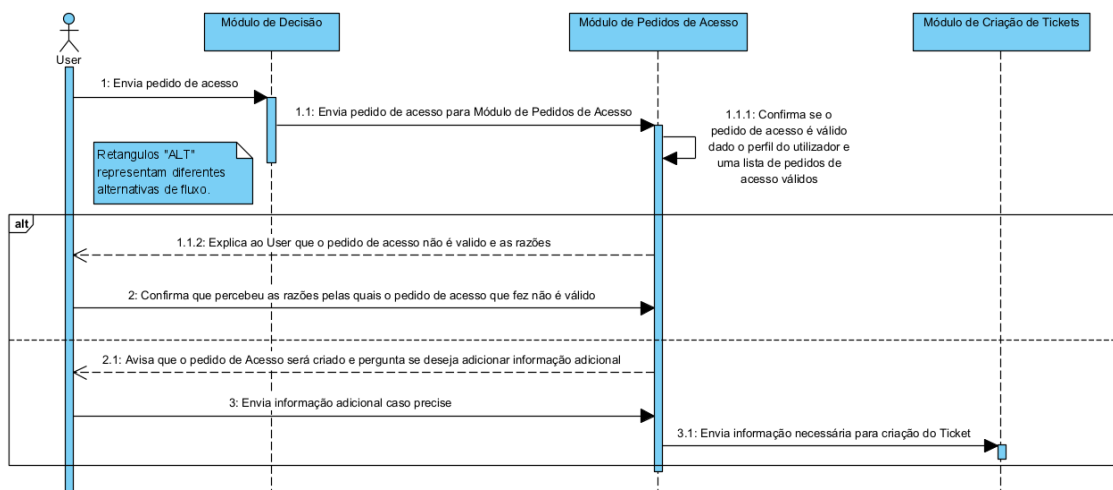 Módulo de Decisão
Módulo de Pedidos de Acesso
Módulo de Criação de Tickets
User
1: Envia pedido de acesso
1.1: Envia pedido de acesso para Módulo de Pedidos de Acesso
1.1.1: Confirma se o
pedido de acesso é válido
dado o perfil do utilizador e
uma lista de pedidos de
acesso válidos
Retangulos "ALT"
representam diferentes
alternativas de fluxo.
alt
1.1.2: Explica ao User que o pedido de acesso não é valido e as razões
2: Confirma que percebeu as razões pelas quais o pedido de acesso que fez não é válido
2.1: Avisa que o pedido de Acesso será criado e pergunta se deseja adicionar informação adicional
3: Envia informação adicional caso precise
3.1: Envia informação necessária para criação do Ticket